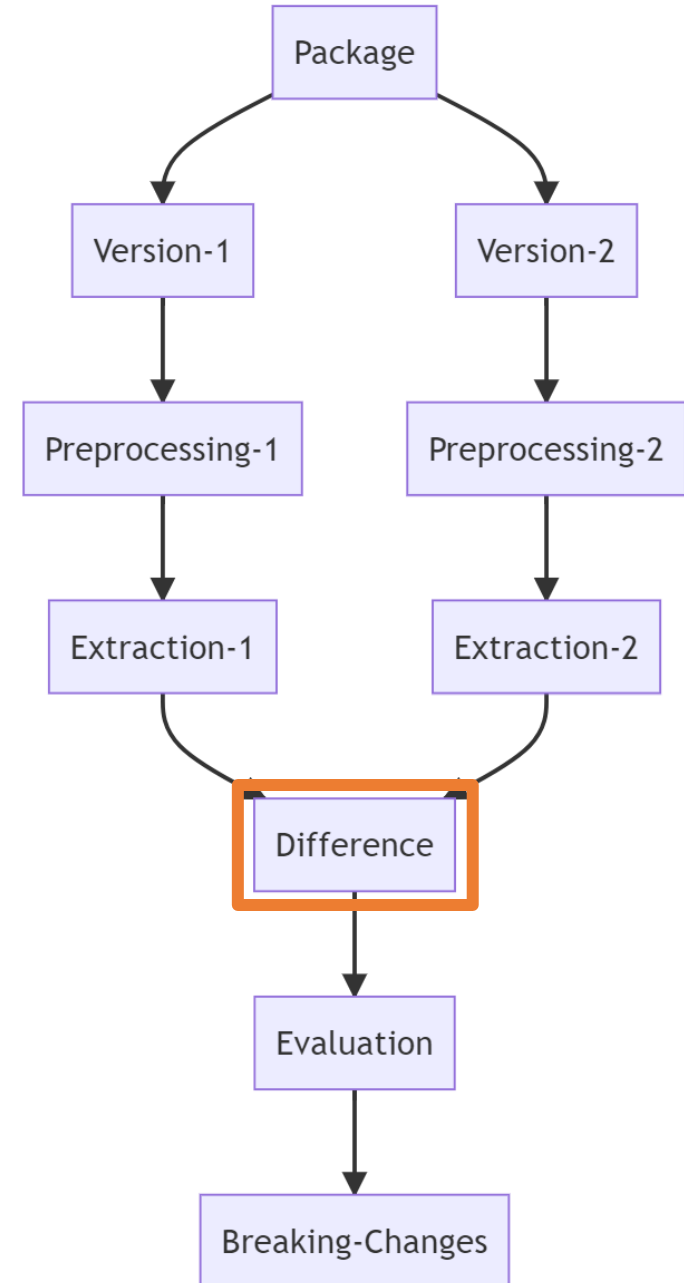 Package
Version-1
Version-2
Preprocessing-1
Preprocessing-2
Extraction-1
Extraction-2
Difference
Evaluation
Breaking-Changes